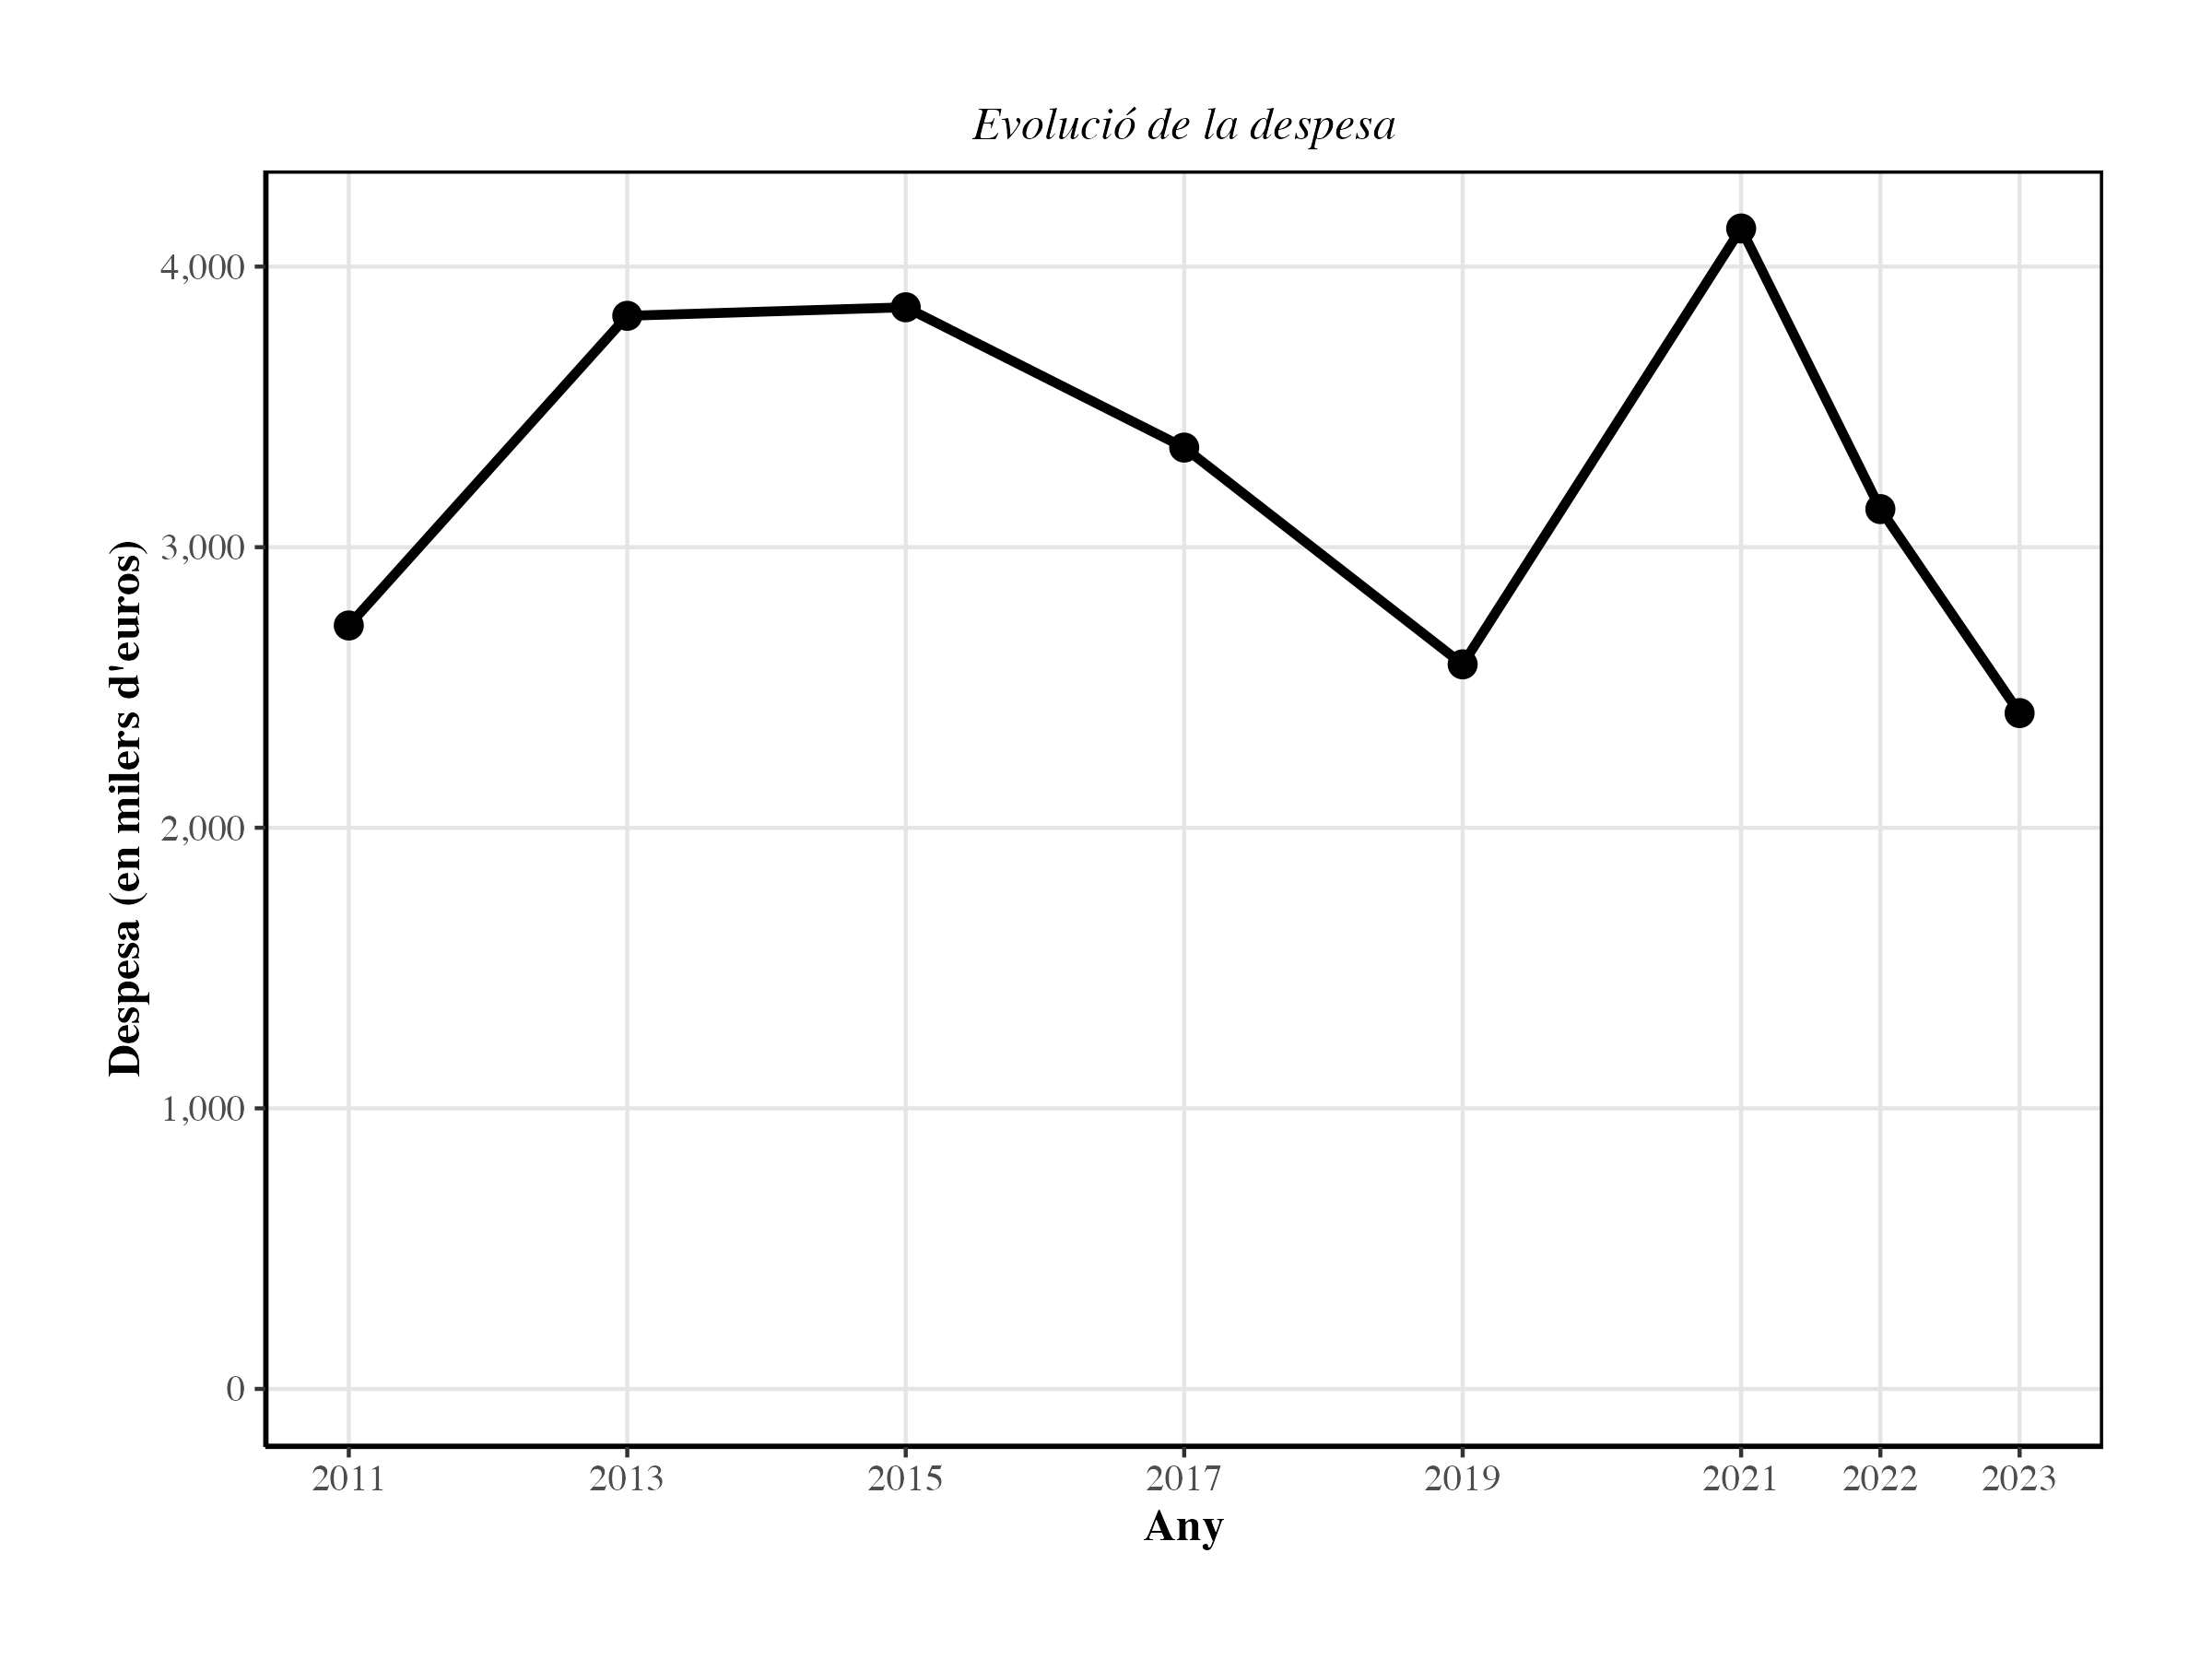 Evolució de la despesa
Despesa (en milers d'euros)
4,000
3,000
2,000
1,000
0
2011 2013 2015 2017 2019 2021 2022 2023
Any